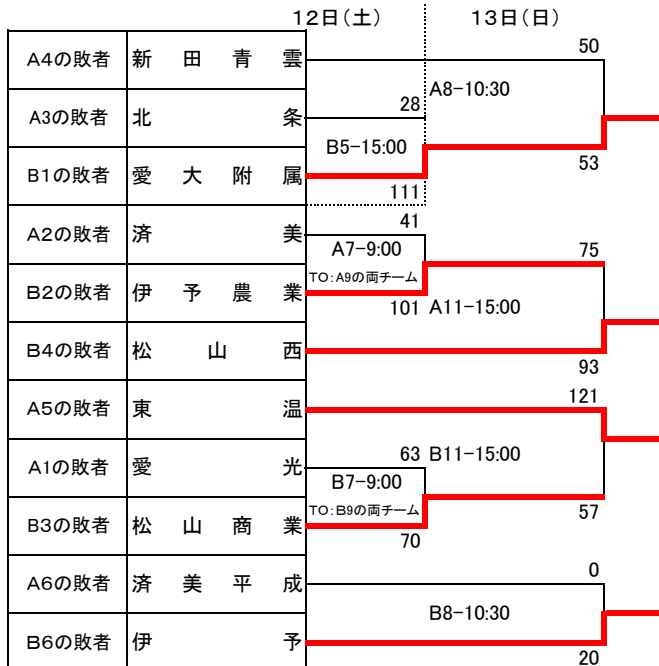 12日(土) 13日(日)
A4の敗者 新田青雲 50
A8-10:30
A3の敗者 北条 28
B5-15:00
B1の敗者 愛大附属 53
111
A2の敗者 済美 41
A7-9:00 75
TO:A9の両チーム
B2の敗者 伊予農業
101 A11-15:00
B4の敗者 松山西
93
A5の敗者 東温 121
A1の敗者 愛光 63 B11-15:00
B7-9:00
TO:B9の両チーム
B3の敗者 松山商業 57
70
A6の敗者 済美平成 0
B8-10:30
B6の敗者 伊予
20